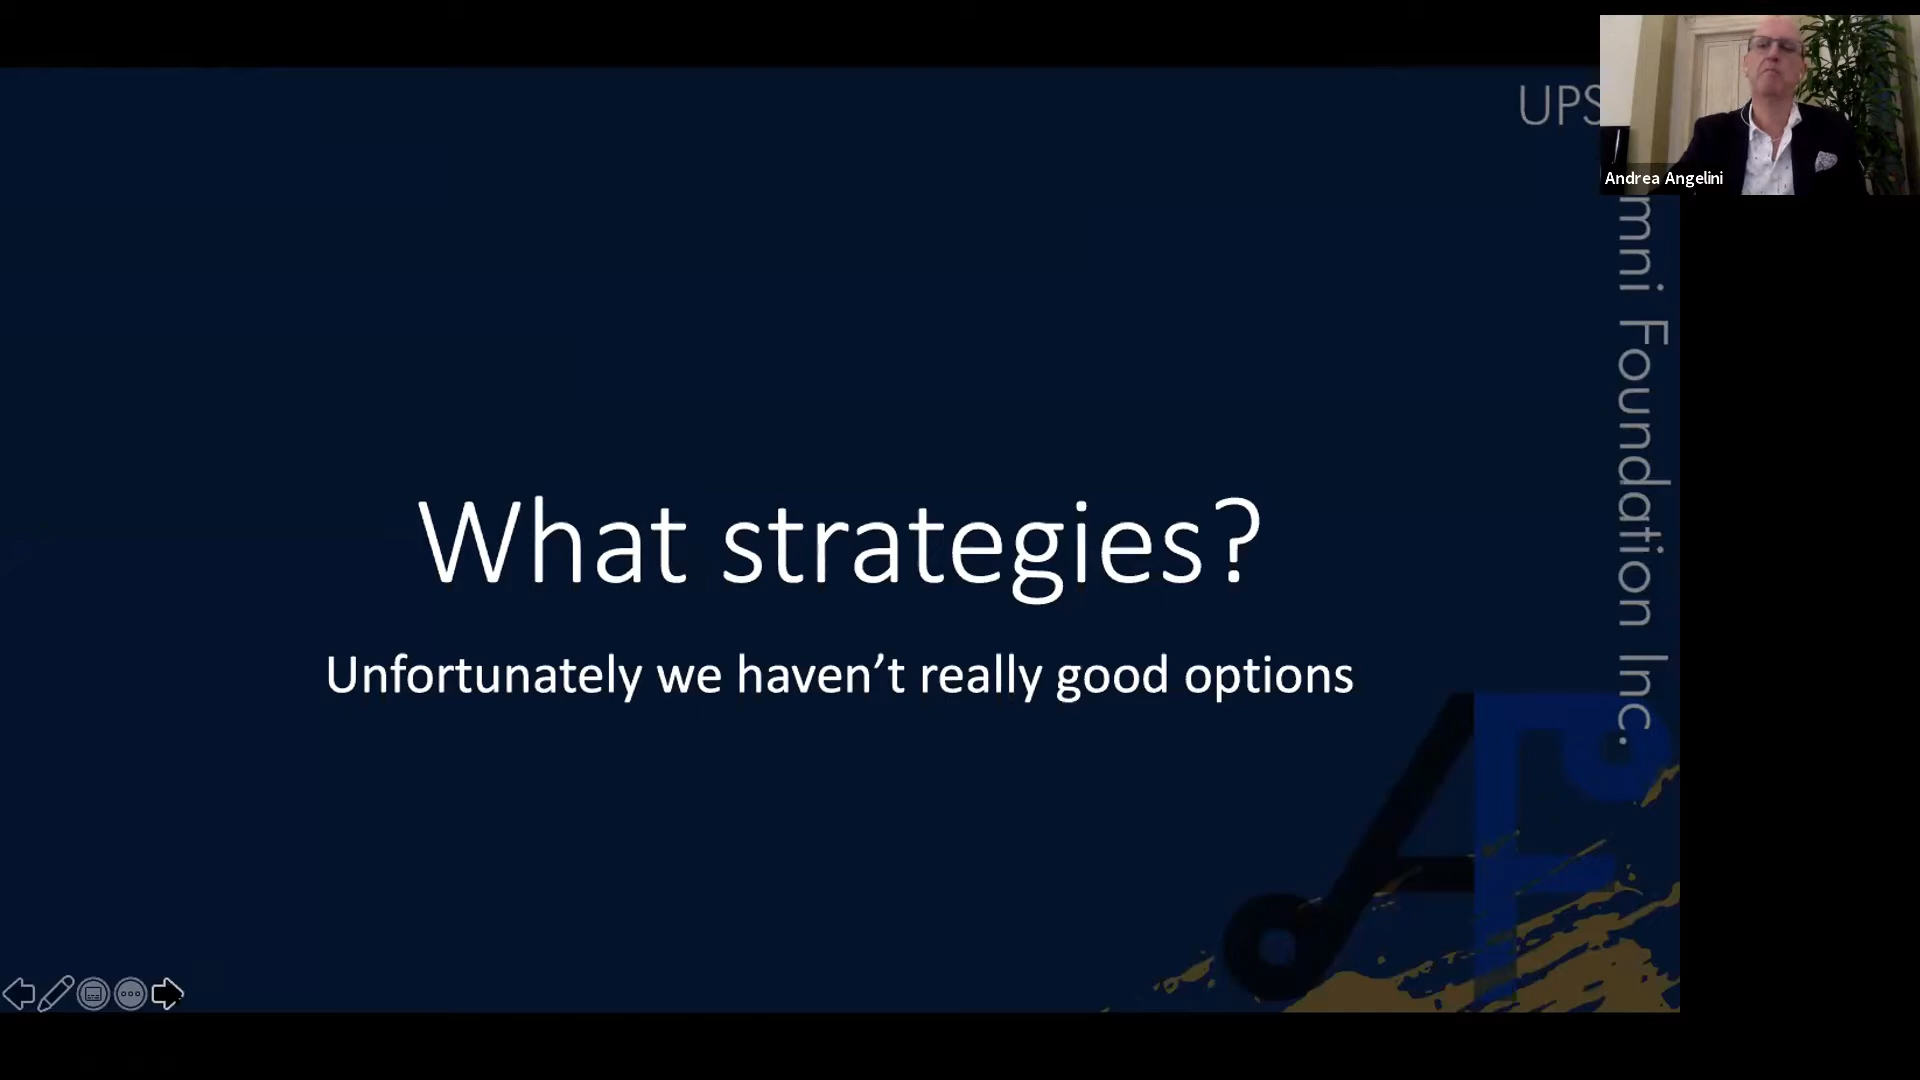 UPS
Andrea Angelini
mni Foundation Inc.
What strategies?
Unfortunately we haven’t really good options